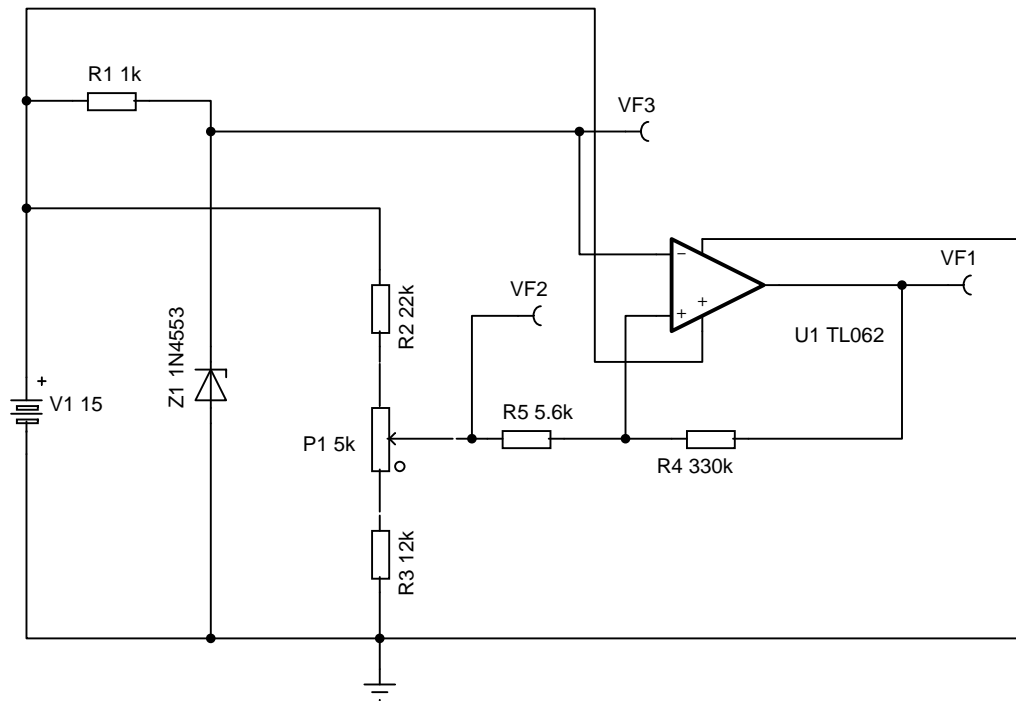 R1 1k
VF3
VF1
VF2
R2 22k
U1 TL062
Z1 1N4553
+
V1 15
R5 5.6k
P1 5k
R4 330k
R3 12k
−
+
+